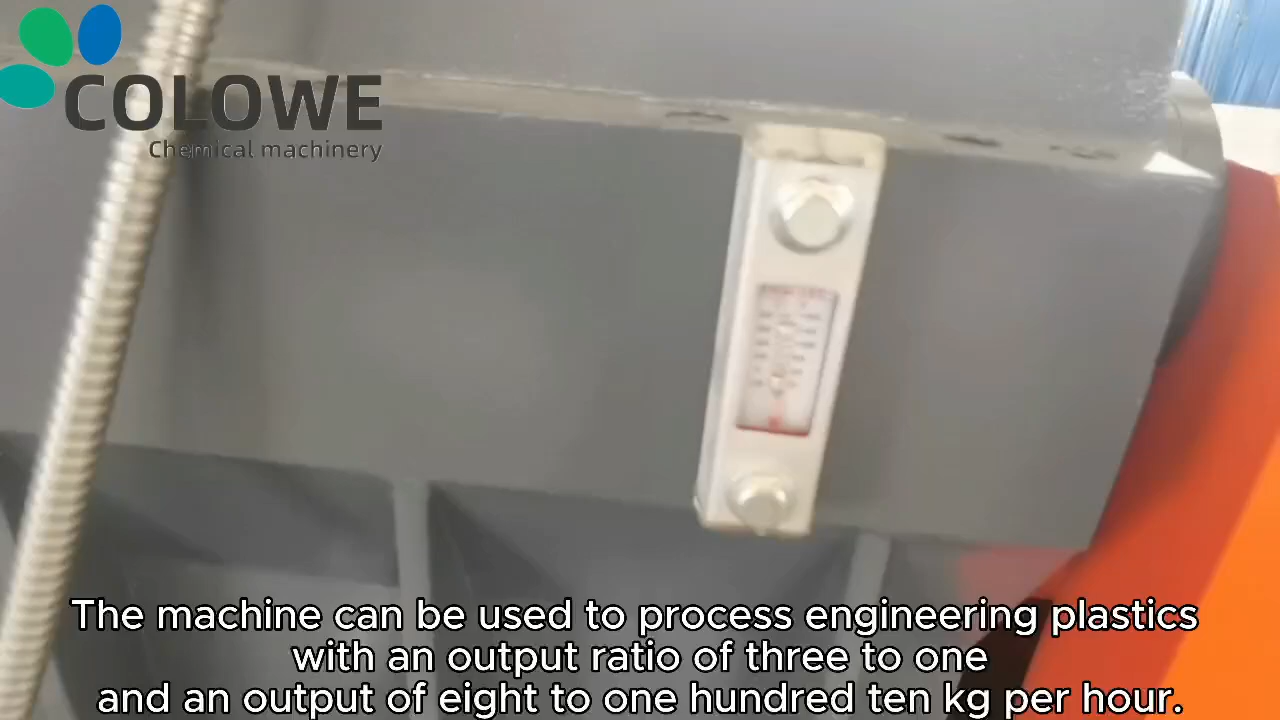 COLOWE
Chemical machinery
The machine can be used to process engineering plastics
with an output ratio of three to one
and an output of eight to one hundred ten kg per hour.